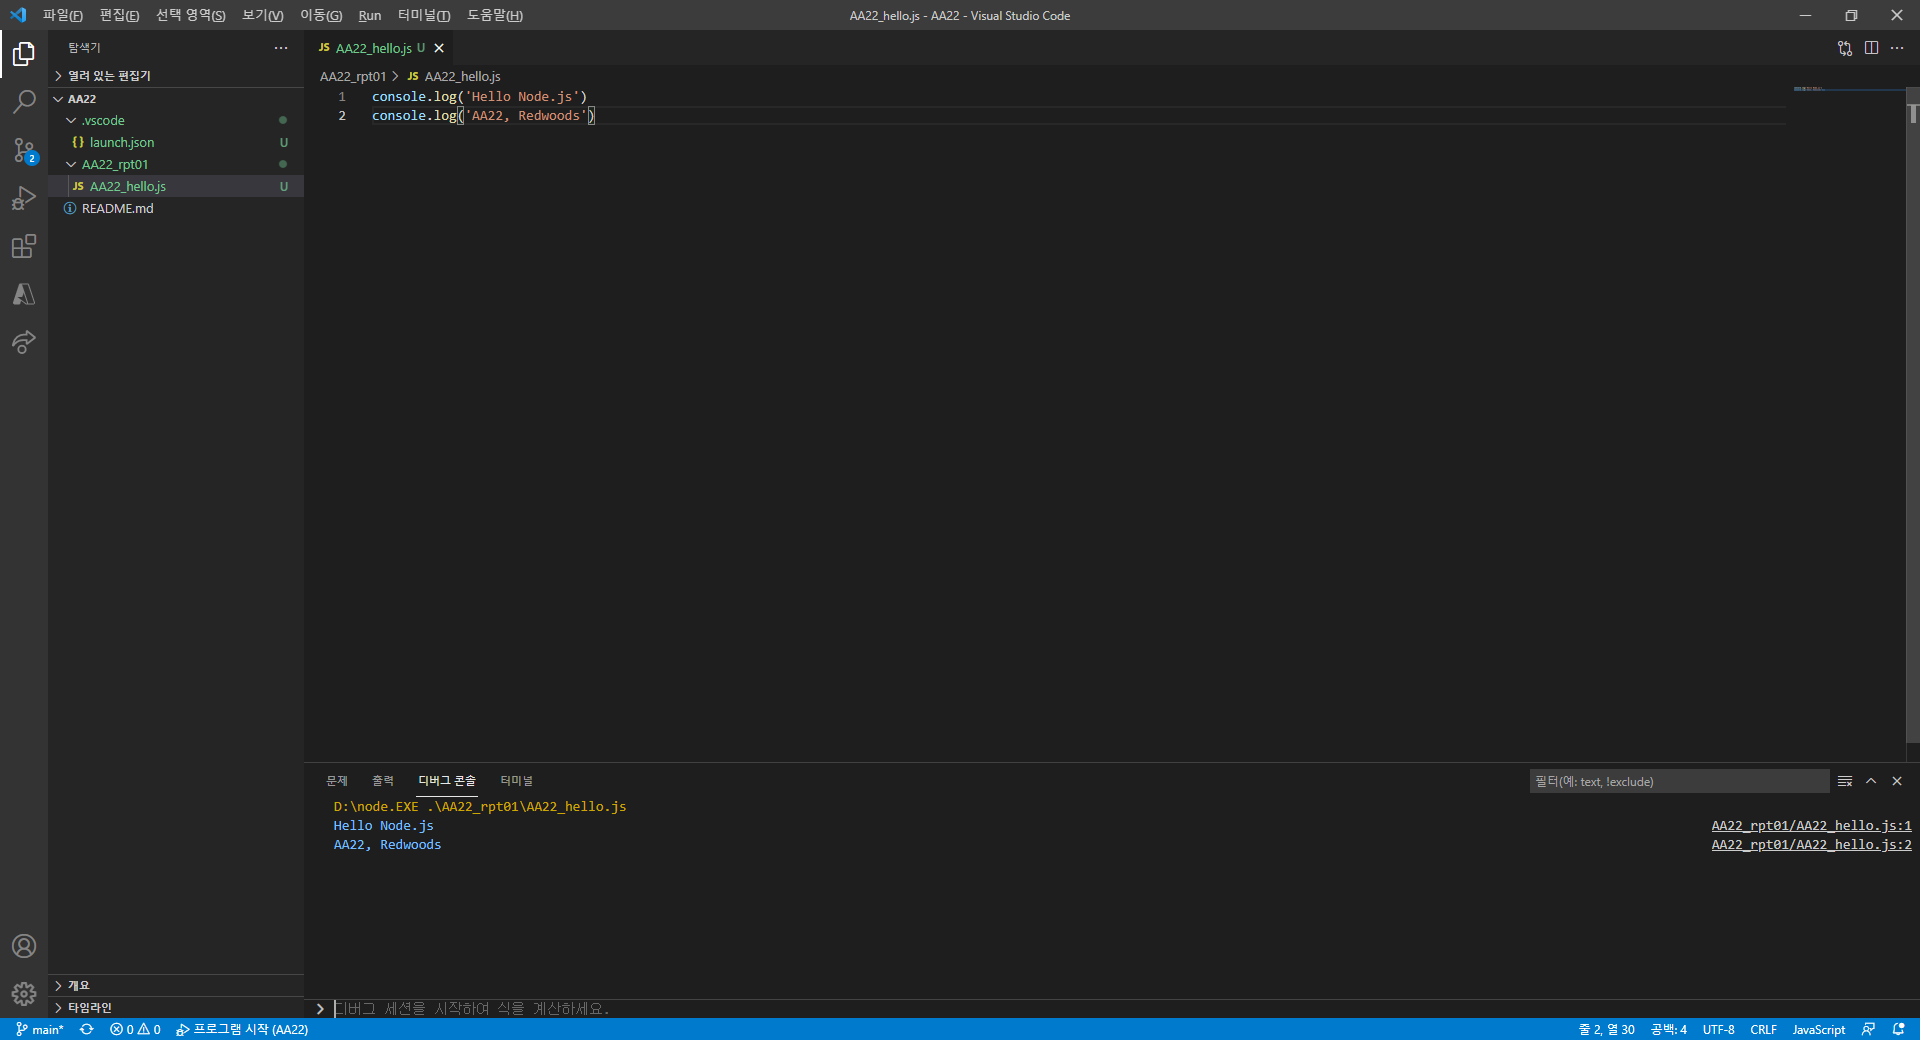 파일(F) 편집(E) 선택 영역(S) 보기(V) 이동(G) Run 터미널(T) 도움말(H)
AA22_hello.js - AA22 - Visual Studio Code
탐색기
열려 있는 편집기
AA22
.vscode
{} launch.json U
AA22_rpt01
JS AA22_hello.js U
README.md
개요
타임라인
2
JS AA22_hello.js U
AA22_rpt01 > JS AA22_hello.js
1 console.log('Hello Node.js')
2 console.log('AA22, Redwoods')
문제 출력 디버그 콘솔 터미널
필터(예: text, !exclude)
D:\node.EXE .\AA22_rpt01\AA22_hello.js
Hello Node.js AA22_rpt01/AA22_hello.js:1
AA22, Redwoods AA22_rpt01/AA22_hello.js:2
디버그 세션을 시작하여 식을 계산하세요.
main* 0 0 프로그램 시작 (AA22)
줄 2, 열 30 공백: 4 UTF-8 CRLF JavaScript